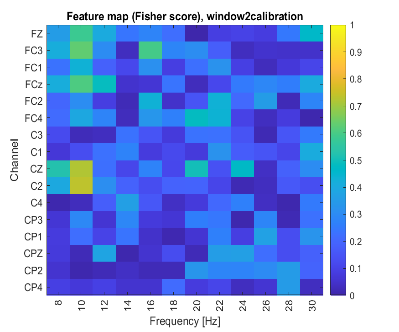 Feature map (Fisher score), window2calibration
FZ
FC3
FC1
FCz
FC2
FC4
C3
C1
CZ
C2
C4
CP3
CP1
CPZ
CP2
CP4
Channel
8 10 12 14 16 18 20 22 24 26 28 30
Frequency [Hz]
1
0.9
0.8
0.7
0.6
0.5
0.4
0.3
0.2
0.1
0